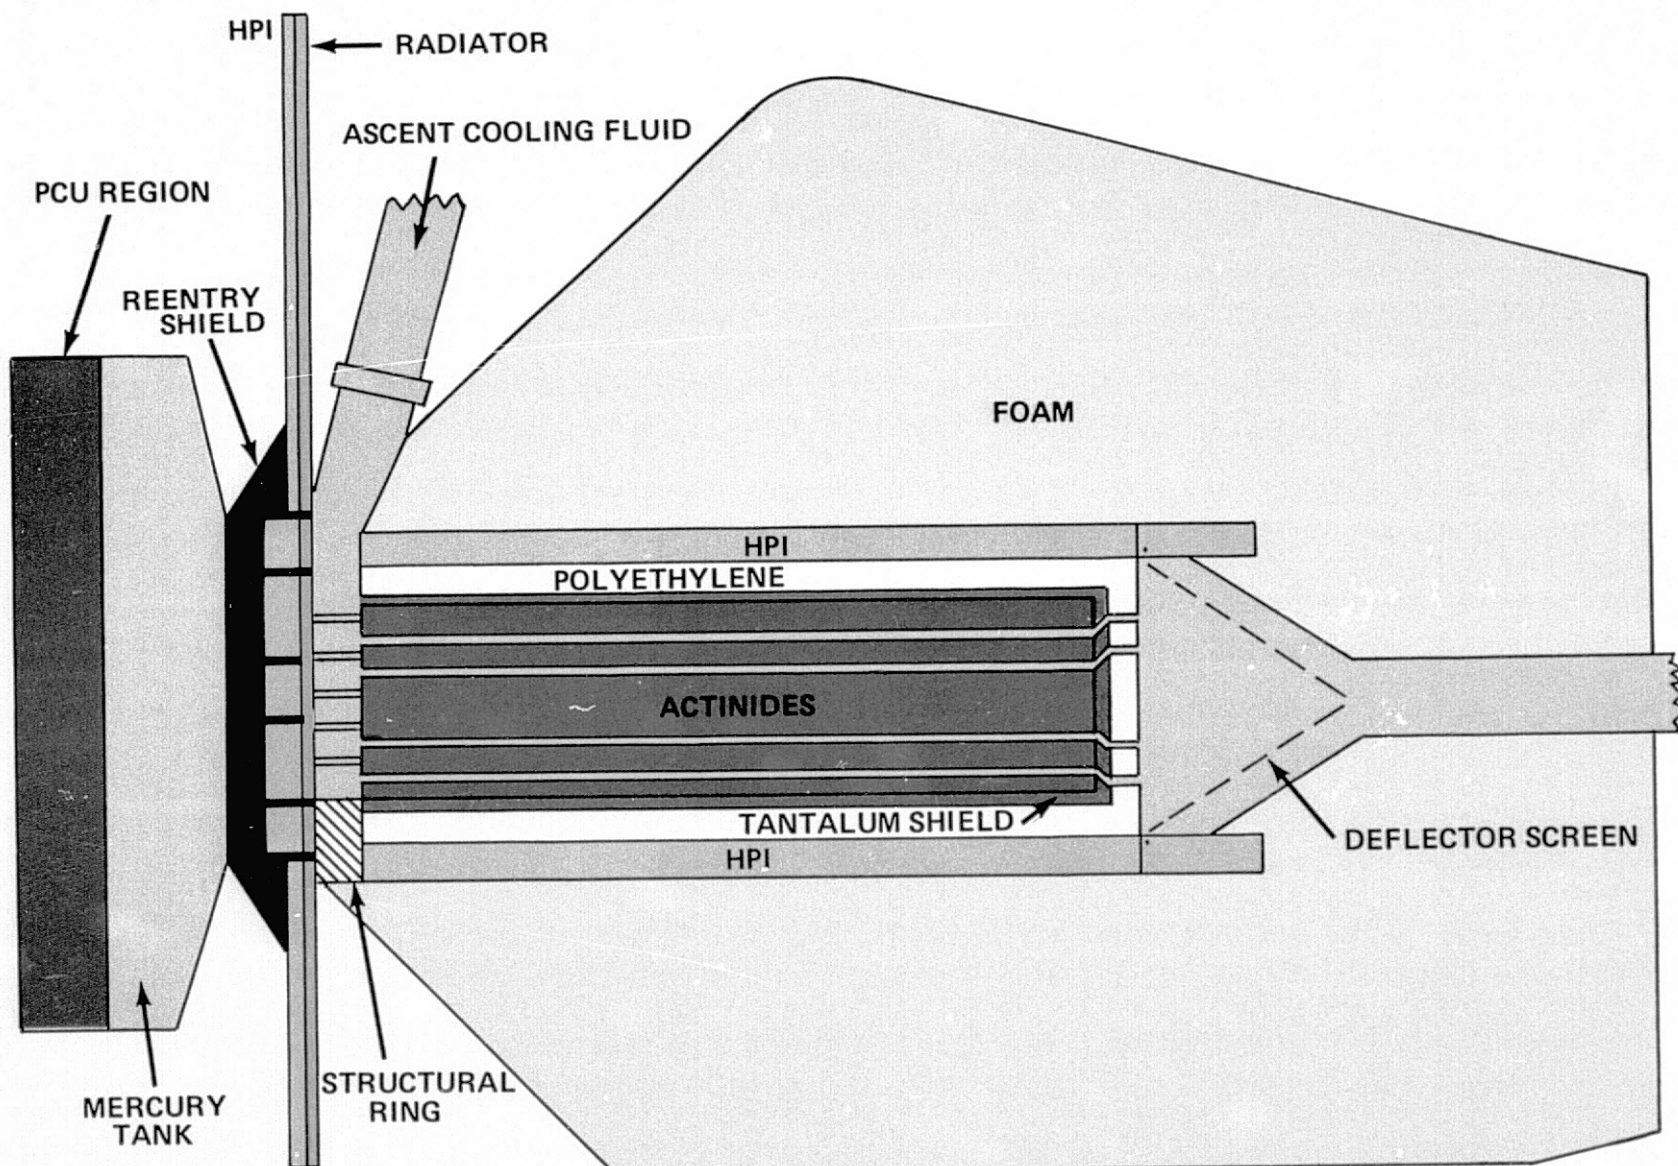 HPI
RADIATOR
ASCENT COOLING FLUID
PCU REGION
REENTRY
SHIELD
FOAM
HPI
POLYETHYLENE
ACTINIDES
TANTALUM SHIELD
HPI
DEFLECTOR SCREEN
STRUCTURAL
RING
MERCURY
TANK